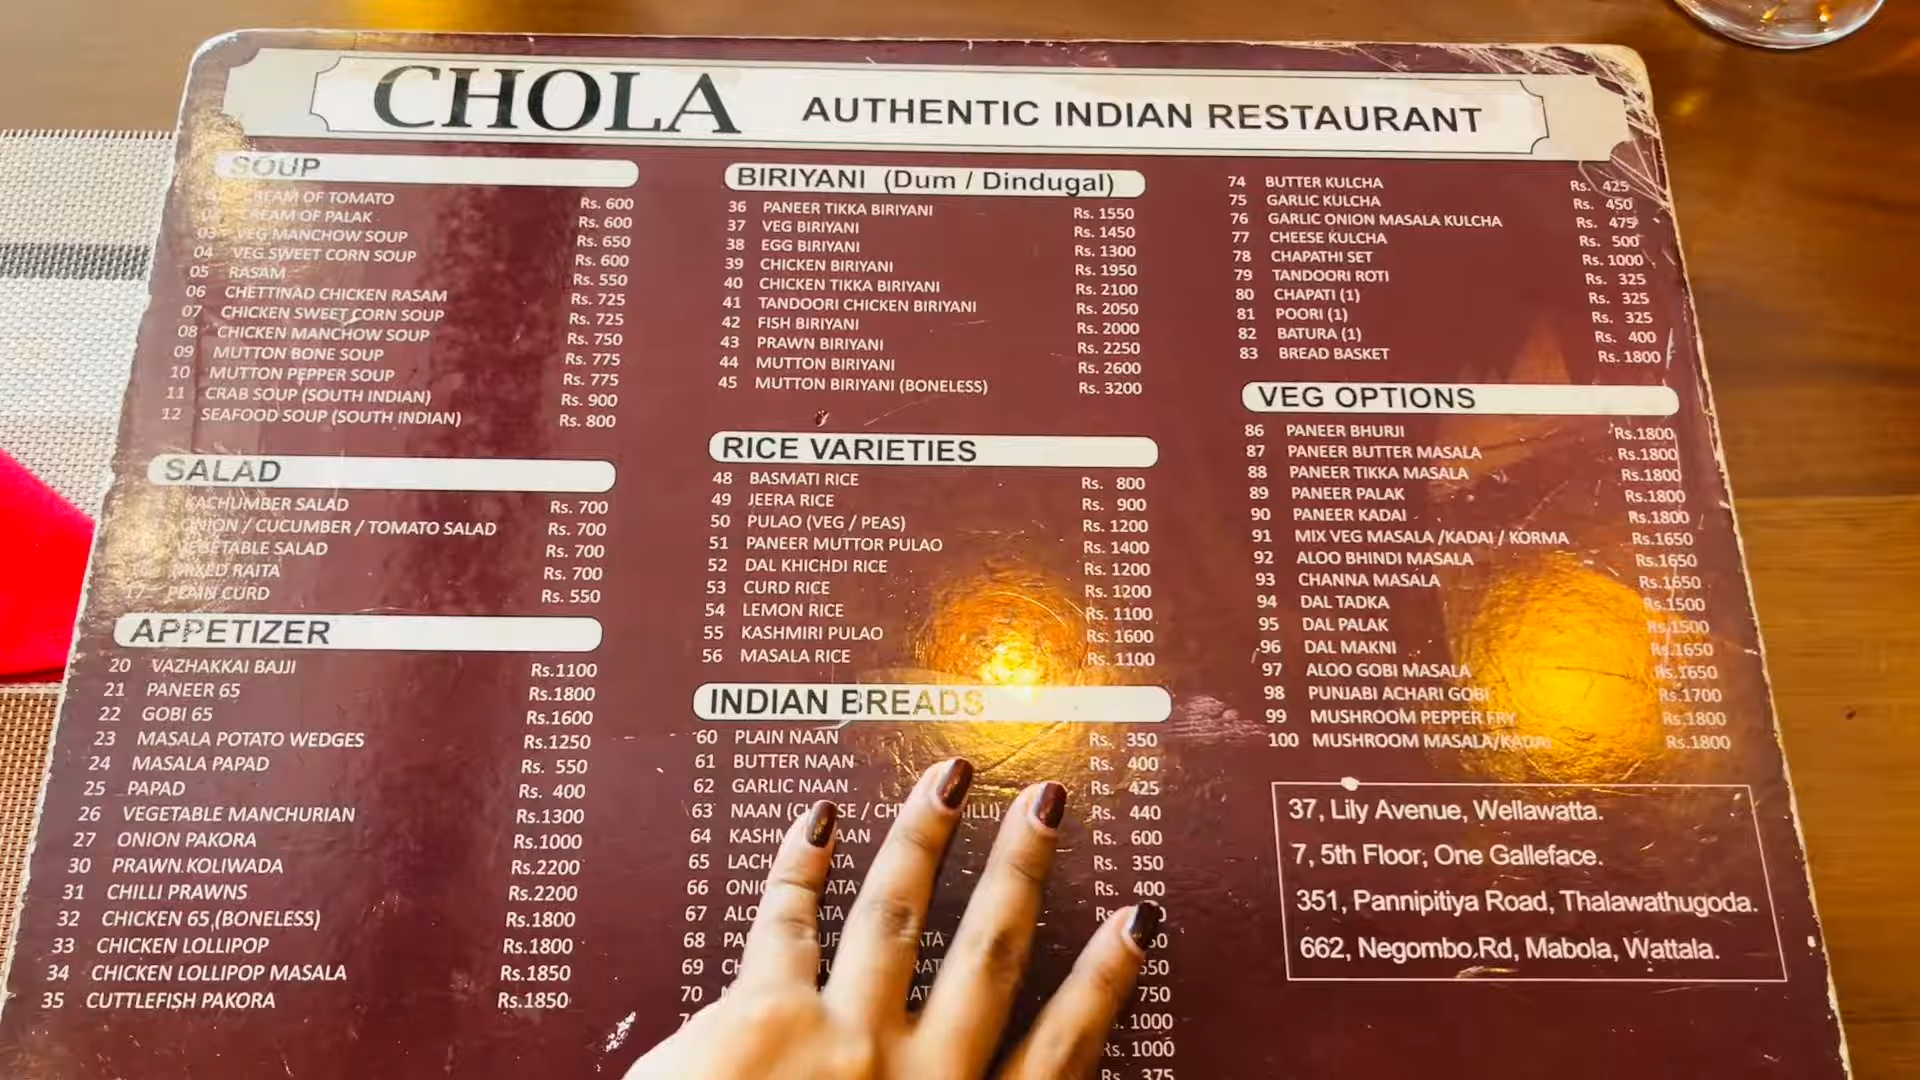 CHOLA AUTHENTIC INDIAN RESTAURANT
SOUP
CREAM OF TOMATO Rs. 600
02 CREAM OF PALAK Rs. 600
03 VEG MANCHOW SOUP Rs. 650
04 VEG SWEET CORN SOUP Rs. 600
05 RASAM Rs. 550
06 CHETTINAD CHICKEN RASAM Rs. 725
07 CHICKEN SWEET CORN SOUP Rs. 725
08 CHICKEN MANCHOW SOUP Rs. 750
09 MUTTON BONE SOUP Rs. 775
10 MUTTON PEPPER SOUP Rs. 775
11 CRAB SOUP (SOUTH INDIAN) Rs. 900
12 SEAFOOD SOUP (SOUTH INDIAN) Rs. 800
SALAD
KACHUMBER SALAD Rs. 700
ONION / CUCUMBER / TOMATO SALAD Rs. 700
VEGETABLE SALAD Rs. 700
MIXED RAITA Rs. 700
17 PLAIN CURD Rs. 550
APPETIZER
20 VAZHAKKAI BAJJI Rs.1100
21 PANEER 65 Rs.1800
22 GOBI 65 Rs.1600
23 MASALA POTATO WEDGES Rs.1250
24 MASALA PAPAD Rs. 550
25 PAPAD Rs. 400
26 VEGETABLE MANCHURIAN Rs.1300
27 ONION PAKORA Rs.1000
30 PRAWN KOLIWADA Rs.2200
31 CHILLI PRAWNS Rs.2200
32 CHICKEN 65 (BONELESS) Rs.1800
33 CHICKEN LOLLIPOP Rs.1800
34 CHICKEN LOLLIPOP MASALA Rs.1850
35 CUTTLEFISH PAKORA Rs.1850
BIRIYANI (Dum / Dindugal)
36 PANEER TIKKA BIRIYANI Rs. 1550
37 VEG BIRIYANI Rs. 1450
38 EGG BIRIYANI Rs. 1300
39 CHICKEN BIRIYANI Rs. 1950
40 CHICKEN TIKKA BIRIYANI Rs. 2100
41 TANDOORI CHICKEN BIRIYANI Rs. 2050
42 FISH BIRIYANI Rs. 2000
43 PRAWN BIRIYANI Rs. 2250
44 MUTTON BIRIYANI Rs. 2600
45 MUTTON BIRIYANI (BONELESS) Rs. 3200
RICE VARIETIES
48 BASMATI RICE Rs. 800
49 JEERA RICE Rs. 900
50 PULAO (VEG / PEAS) Rs. 1200
51 PANEER MUTTOR PULAO Rs. 1400
52 DAL KHICHDI RICE Rs. 1200
53 CURD RICE Rs. 1200
54 LEMON RICE Rs. 1100
55 KASHMIRI PULAO Rs. 1600
56 MASALA RICE Rs. 1100
INDIAN BREADS
60 PLAIN NAAN Rs. 350
61 BUTTER NAAN Rs. 400
62 GARLIC NAAN Rs. 425
63 NAAN Rs. 440
64 Rs. 600
65 Rs. 350
66 Rs. 400
67
68
69
70 750
1000
Rs. 1000
Rs. 375
74 BUTTER KULCHA Rs. 425
75 GARLIC KULCHA Rs. 450
76 GARLIC ONION MASALA KULCHA Rs. 475
77 CHEESE KULCHA Rs. 500
78 CHAPATHI SET Rs. 1000
79 TANDOORI ROTI Rs. 325
80 CHAPATI (1) Rs. 325
81 POORI (1) Rs. 325
82 BATURA (1) Rs. 400
83 BREAD BASKET Rs. 1800
VEG OPTIONS
86 PANEER BHURJI Rs.1800
87 PANEER BUTTER MASALA Rs.1800
88 PANEER TIKKA MASALA Rs.1800
89 PANEER PALAK Rs.1800
90 PANEER KADAI Rs.1800
91 MIX VEG MASALA /KADAI / KORMA Rs.1650
92 ALOO BHINDI MASALA Rs.1650
93 CHANNA MASALA Rs.1650
94 DAL TADKA Rs.1500
95 DAL PALAK Rs.1500
96 DAL MAKNI Rs.1650
97 ALOO GOBI MASALA Rs.1650
98 PUNJABI ACHARI GOBI Rs.1700
99 MUSHROOM PEPPER FRY Rs.1800
100 MUSHROOM MASALA/KADAI Rs.1800
37, Lily Avenue, Wellawatta.
7, 5th Floor, One Galleface.
351, Pannipitiya Road, Thalawathugoda.
662, Negombo Rd, Mabola, Wattala.